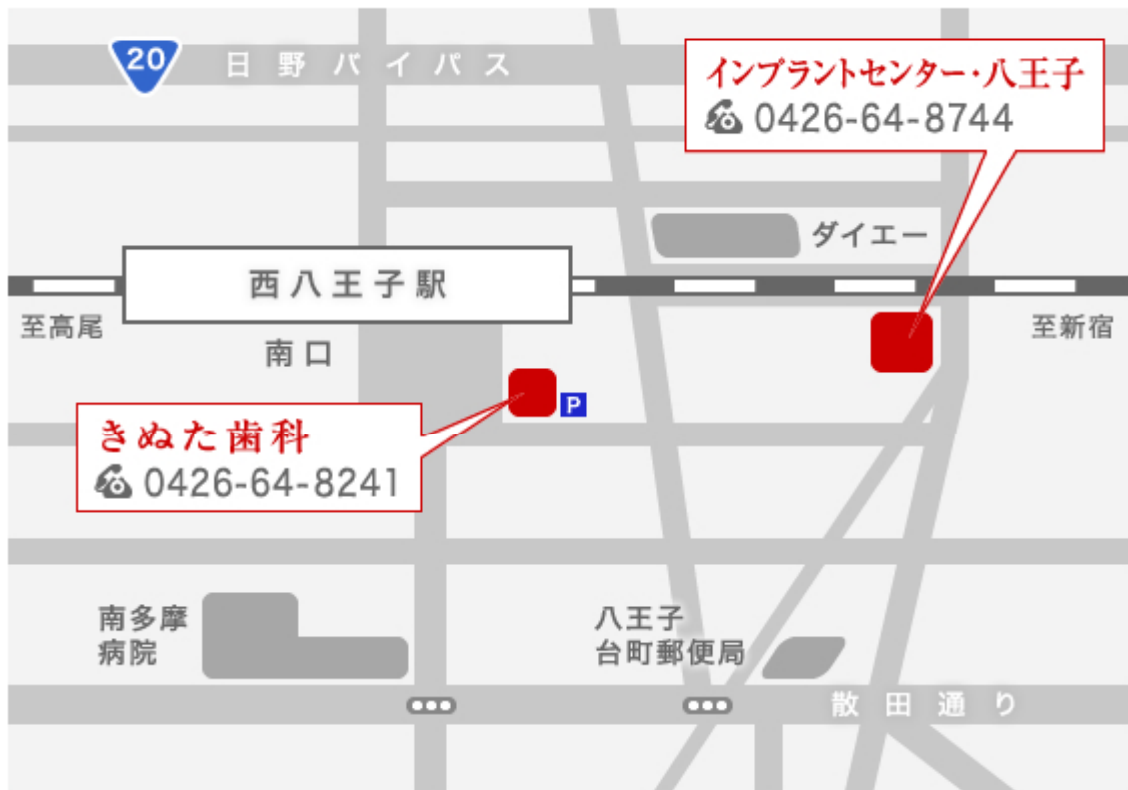 20
日野バイパス
インプラントセンター・八王子
0426-64-8744
ダイエー
西八王子駅
至高尾
至新宿
南口
P
きぬた歯科
0426-64-8241
南多摩
病院
八王子
台町郵便局
散田通り